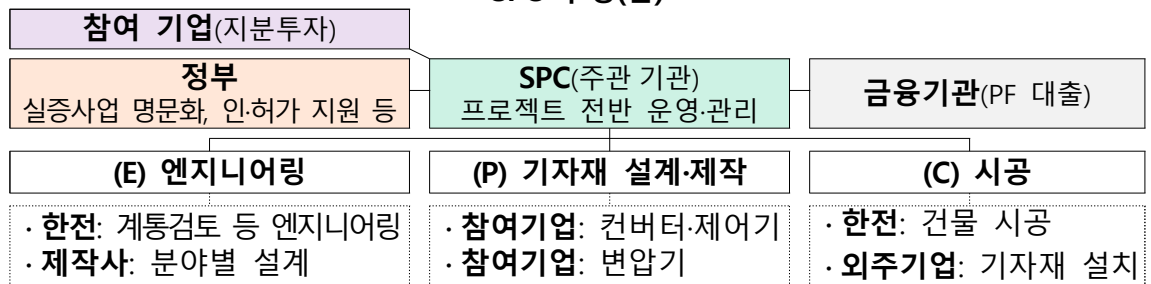 참여 기업(지분투자)
정부
실증사업 명문화, 인·허가 지원 등
SPC(주관 기관)
프로젝트 전반 운영·관리
금융기관(PF 대출)
(E) 엔지니어링
(P) 기자재 설계·제작
(C) 시공
· 한전: 계통검토 등 엔지니어링
· 제작사: 분야별 설계
· 참여기업: 컨버터·제어기
· 참여기업: 변압기
· 한전: 건물 시공
· 외주기업: 기자재 설치